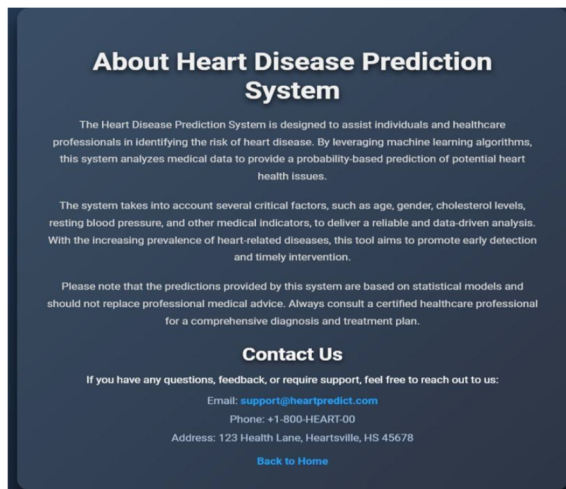 About Heart Disease Prediction
System
The Heart Disease Prediction System is designed to assist individuals and healthcare
professionals in identifying the risk of heart disease. By leveraging machine learning algorithms,
this system analyzes medical data to provide a probability-based prediction of potential heart
health issues.
The system takes into account several critical factors, such as age, gender, cholesterol levels,
resting blood pressure, and other medical indicators, to deliver a reliable and data-driven analysis.
With the increasing prevalence of heart-related diseases, this tool aims to promote early detection
and timely intervention.
Please note that the predictions provided by this system are based on statistical models and
should not replace professional medical advice. Always consult a certified healthcare professional
for a comprehensive diagnosis and treatment plan.
Contact Us
If you have any questions, feedback, or require support, feel free to reach out to us:
Email: support@heartpredict.com
Phone: +1-800-HEART-00
Address: 123 Health Lane, Heartsville, HS 45678
Back to Home